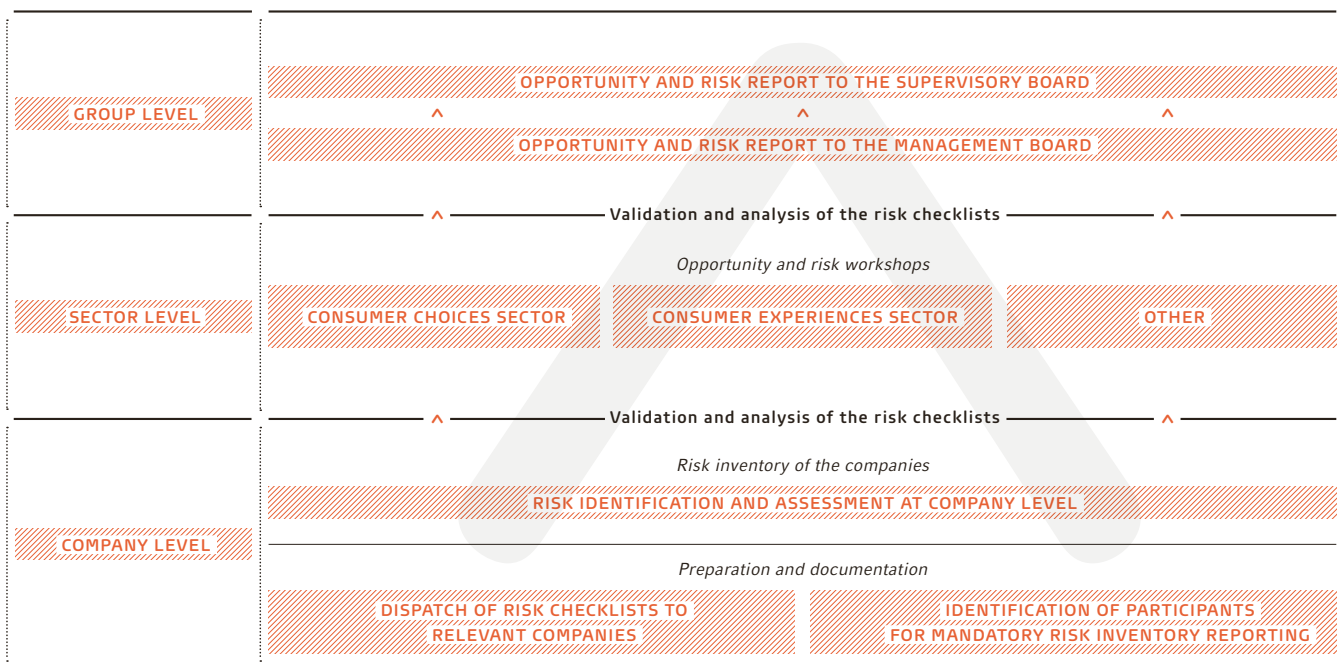 OPPORTUNITY AND RISK REPORT TO THE SUPERVISORY BOARD
GROUP LEVEL
OPPORTUNITY AND RISK REPORT TO THE MANAGEMENT BOARD
Validation and analysis of the risk checklists
Opportunity and risk workshops
SECTOR LEVEL
CONSUMER CHOICES SECTOR
CONSUMER EXPERIENCES SECTOR
OTHER
Validation and analysis of the risk checklists
Risk inventory of the companies
RISK IDENTIFICATION AND ASSESSMENT AT COMPANY LEVEL
COMPANY LEVEL
Preparation and documentation
DISPATCH OF RISK CHECKLISTS TO
RELEVANT COMPANIES
IDENTIFICATION OF PARTICIPANTS
FOR MANDATORY RISK INVENTORY REPORTING